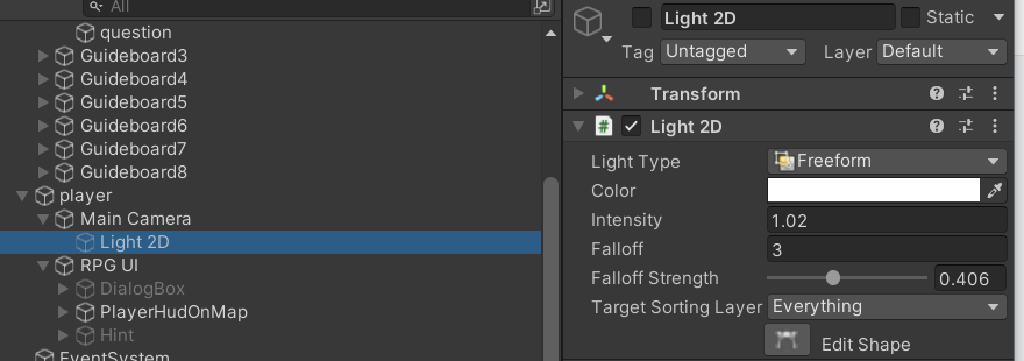 All
question
Guideboard3
Guideboard4
Guideboard5
Guideboard6
Guideboard7
Guideboard8
player
Main Camera
Light 2D
RPG UI
DialogBox
PlayerHudOnMap
Hint
EventSystem
Light 2D Static
Tag Untagged Layer Default
Transform
# Light 2D
Light Type Freeform
Color
Intensity 1.02
Falloff 3
Falloff Strength 0.406
Target Sorting Layer Everything
Edit Shape